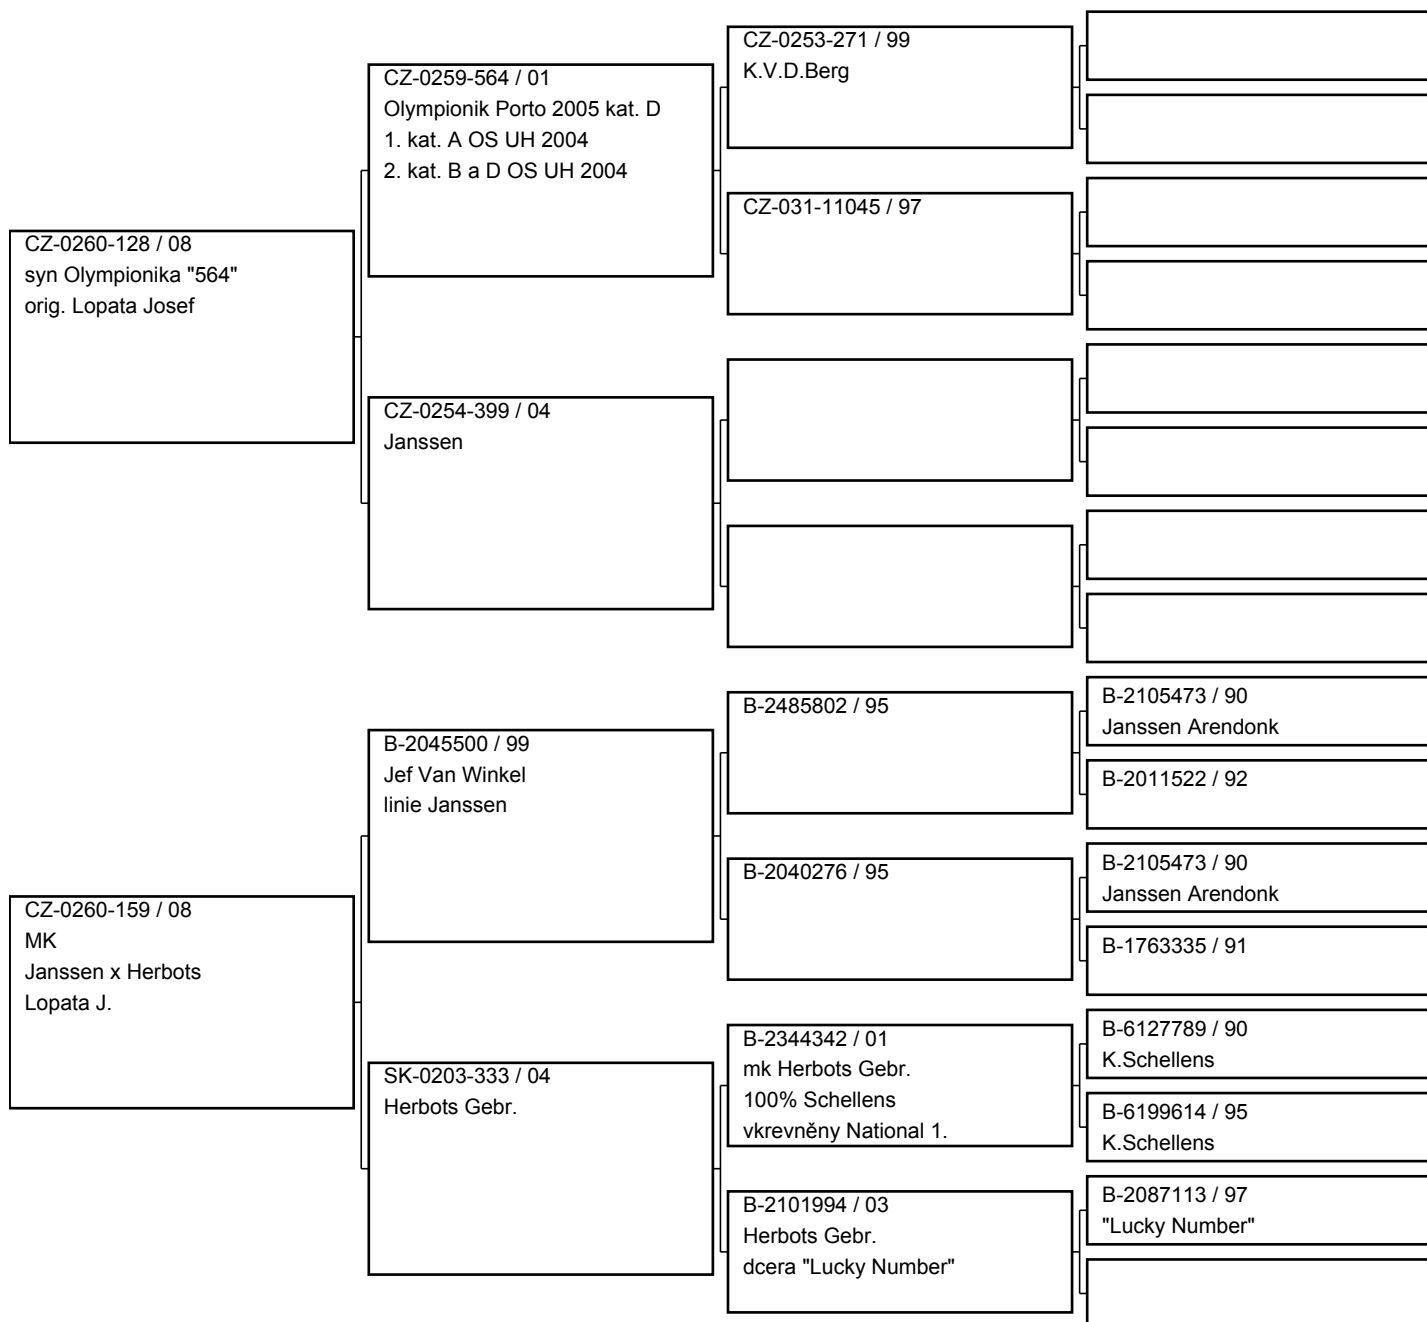 CZ-0260-128 / 08
syn Olympionika "564"
orig. Lopata Josef
CZ-0260-159 / 08
MK
Janssen x Herbots
Lopata J.
CZ-0259-564 / 01
Olympionik Porto 2005 kat. D
1. kat. A OS UH 2004
2. kat. B a D OS UH 2004
CZ-0254-399 / 04
Janssen
B-2045500 / 99
Jef Van Winkel
linie Janssen
SK-0203-333 / 04
Herbots Gebr.
CZ-0253-271 / 99
K.V.D.Berg
CZ-031-11045 / 97
B-2485802 / 95
B-2040276 / 95
B-2344342 / 01
mk Herbots Gebr.
100% Schellens
vkrevněny National 1.
B-2101994 / 03
Herbots Gebr.
dcera "Lucky Number"
B-2105473 / 90
Janssen Arendonk
B-2011522 / 92
B-2105473 / 90
Janssen Arendonk
B-1763335 / 91
B-6127789 / 90
K.Schellens
B-6199614 / 95
K.Schellens
B-2087113 / 97
"Lucky Number"